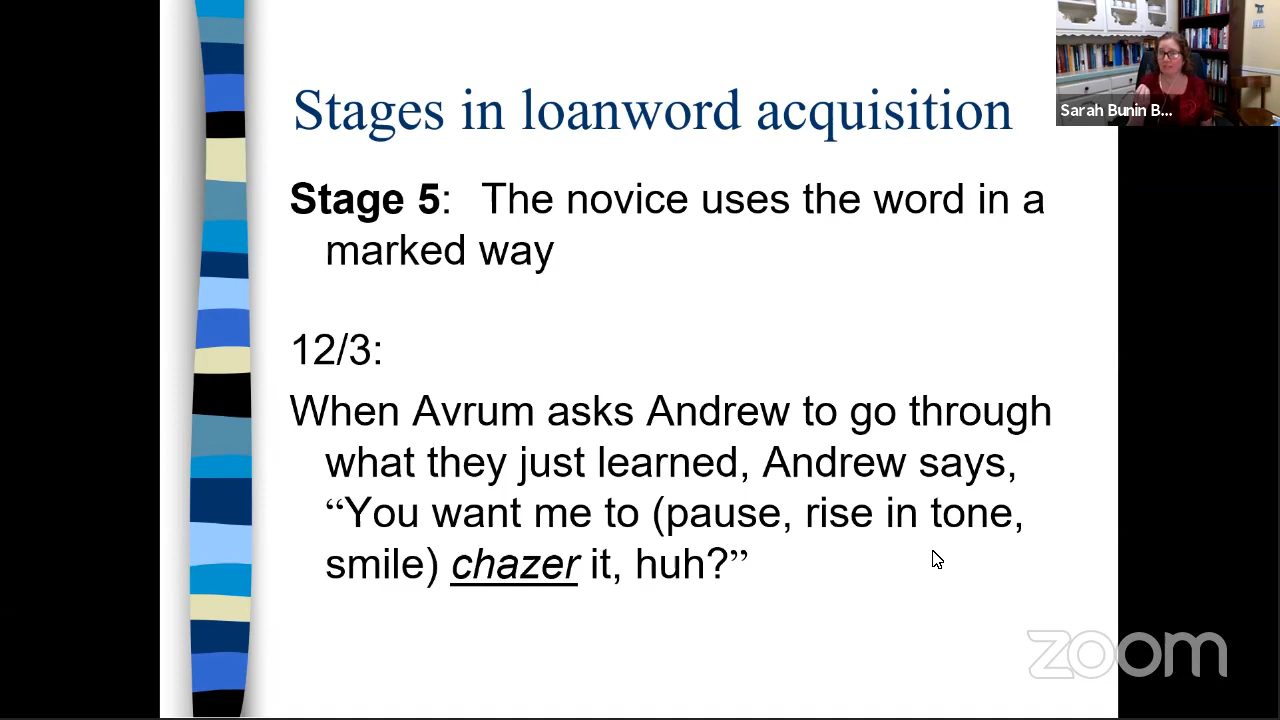 Stages in loanword acquisition
Sarah Bunin B...
Stage 5: The novice uses the word in a
marked way
12/3:
When Avrum asks Andrew to go through
what they just learned, Andrew says,
“You want me to (pause, rise in tone,
smile) chazer it, huh?”
zoom